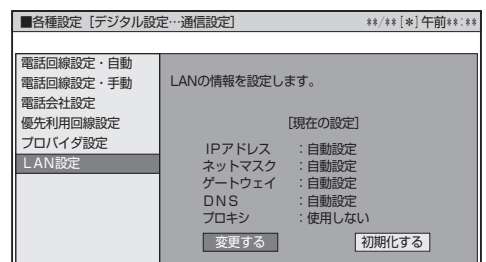 ■各種設定［デジタル設定…通信設定］ **/**[*]午前**:**
電話回線設定・自動
電話回線設定・手動
電話会社設定
優先利用回線設定
プロバイダ設定
LAN設定
LANの情報を設定します。
[現在の設定]
IPアドレス ：自動設定
ネットマスク ：自動設定
ゲートウェイ ：自動設定
DNS ：自動設定
プロキシ ：使用しない
変更する 初期化する